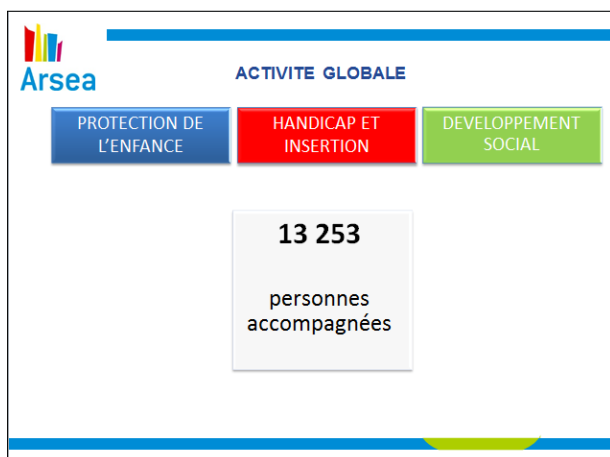 Arsea
ACTIVITE GLOBALE
PROTECTION DE
L'ENFANCE
HANDICAP ET
INSERTION
DEVELOPPEMENT
SOCIAL
13 253
personnes
accompagnées